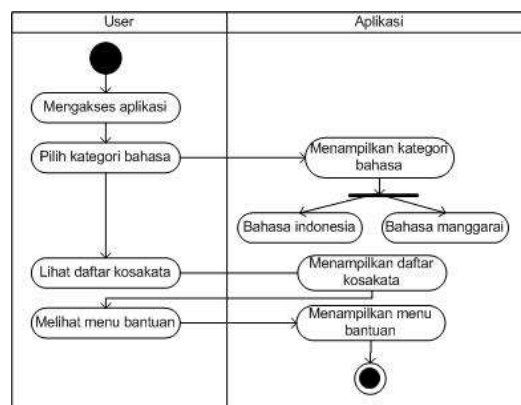 User
Aplikasi
Mengakses aplikasi
Pilih kategori bahasa
Menampilkan kategori
bahasa
Bahasa indonesia
Bahasa manggarai
Lihat daftar kosakata
Menampilkan daftar
kosakata
Melihat menu bantuan
Menampilkan menu
bantuan